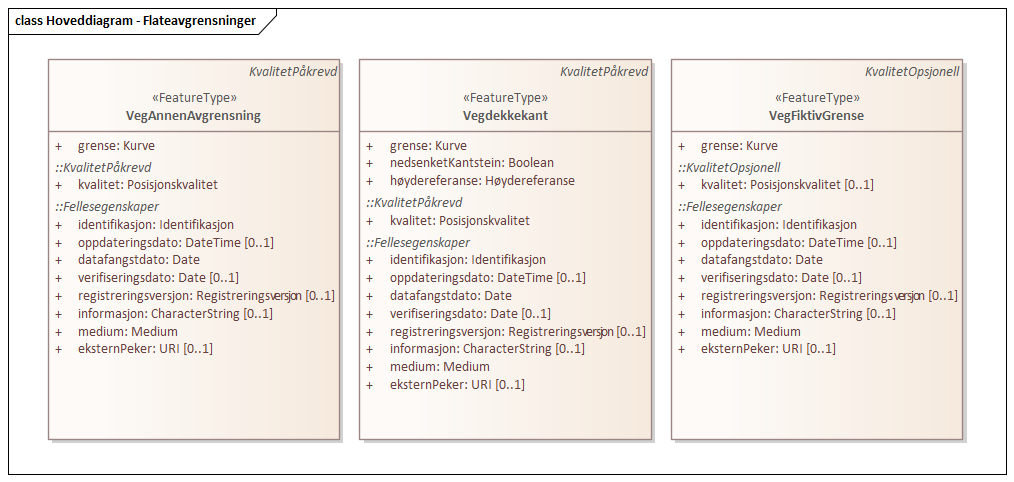 class Hoveddiagram - Flateavgrensninger
KvalitetPåkrevd
«FeatureType»
VegAnnenAvgrensning
+ grense: Kurve
::KvalitetPåkrevd
+ kvalitet: Posisjonskvalitet
::Fellesegenskaper
+ identifikasjon: Identifikasjon
+ oppdateringsdato: DateTime [0..1]
+ datafangstdato: Date
+ verifiseringsdato: Date [0..1]
+ registreringsversjon: Registreringsversjon [0..1]
+ informasjon: CharacterString [0..1]
+ medium: Medium
+ eksternPeker: URI [0..1]
KvalitetPåkrevd
«FeatureType»
Vegdekkekant
+ grense: Kurve
+ nedsenketKantstein: Boolean
+ høydereferanse: Høydereferanse
::KvalitetPåkrevd
+ kvalitet: Posisjonskvalitet
::Fellesegenskaper
+ identifikasjon: Identifikasjon
+ oppdateringsdato: DateTime [0..1]
+ datafangstdato: Date
+ verifiseringsdato: Date [0..1]
+ registreringsversjon: Registreringsversjon [0..1]
+ informasjon: CharacterString [0..1]
+ medium: Medium
+ eksternPeker: URI [0..1]
KvalitetOpsjonell
«FeatureType»
VegFiktivGrense
+ grense: Kurve
::KvalitetOpsjonell
+ kvalitet: Posisjonskvalitet [0..1]
::Fellesegenskaper
+ identifikasjon: Identifikasjon
+ oppdateringsdato: DateTime [0..1]
+ datafangstdato: Date
+ verifiseringsdato: Date [0..1]
+ registreringsversjon: Registreringsversjon [0..1]
+ informasjon: CharacterString [0..1]
+ medium: Medium
+ eksternPeker: URI [0..1]